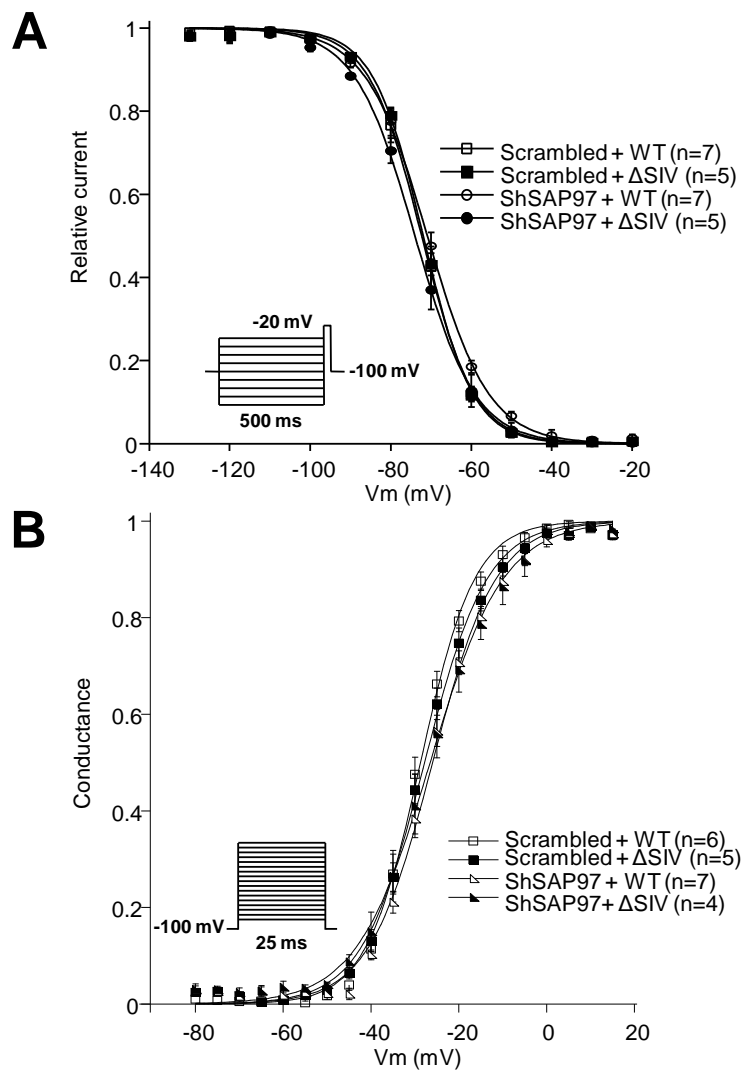 A
1
0.8
0.6
0.4
0.2
0
Relative current
Scrambled + WT (n=7)
Scrambled + ΔSIV (n=5)
ShSAP97 + WT (n=7)
ShSAP97 + ΔSIV (n=5)
-20 mV
-100 mV
500 ms
-140 -120 -100 -80 -60 -40 -20
Vm (mV)
B
1
0.8
0.6
0.4
0.2
0
Conductance
Scrambled + WT (n=6)
Scrambled + ΔSIV (n=5)
ShSAP97 + WT (n=7)
ShSAP97+ ΔSIV (n=4)
-100 mV
25 ms
-80 -60 -40 -20 0 20
Vm (mV)